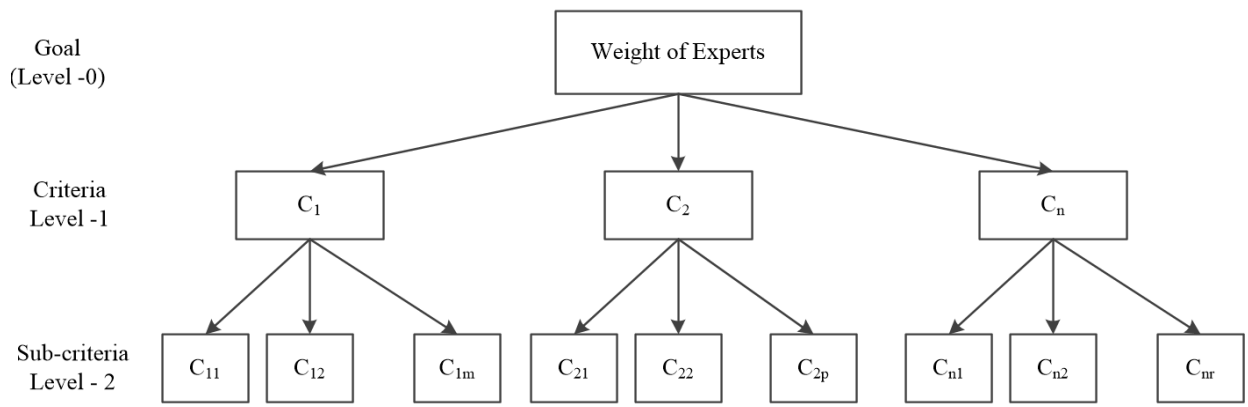 Goal
(Level -0)
Weight of Experts
Criteria
Level -1
C₁
C₂
Cₙ
Sub-criteria
Level - 2
C₁₁
C₁₂
C₁ₘ
C₂₁
C₂₂
C₂ₚ
Cₙ₁
Cₙ₂
Cₙᵣ